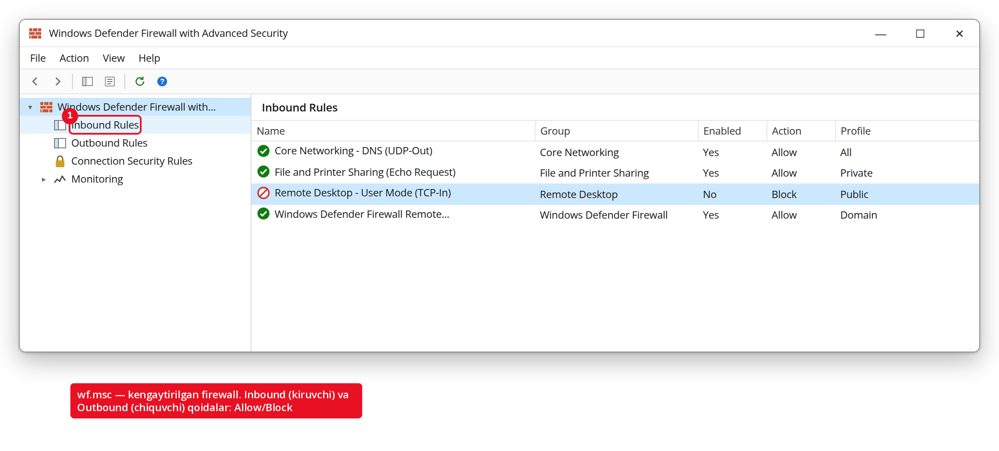 Windows Defender Firewall with Advanced Security
File Action View Help
?
Windows Defender Firewall with...
1
Inbound Rules
Outbound Rules
Connection Security Rules
Monitoring
Inbound Rules
Name Group Enabled Action Profile
Core Networking - DNS (UDP-Out) Core Networking Yes Allow All
File and Printer Sharing (Echo Request) File and Printer Sharing Yes Allow Private
Remote Desktop - User Mode (TCP-In) Remote Desktop No Block Public
Windows Defender Firewall Remote... Windows Defender Firewall Yes Allow Domain
wf.msc — kengaytirilgan firewall. Inbound (kiruvchi) va
Outbound (chiquvchi) qoidalar: Allow/Block